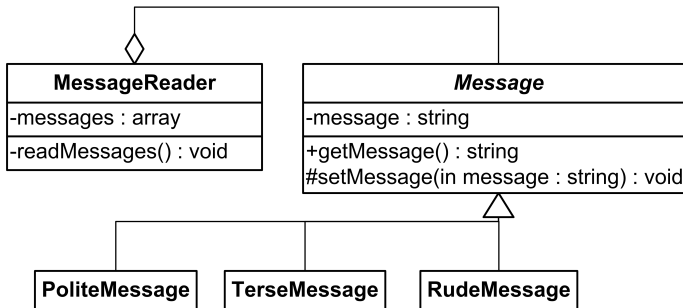 MessageReader
-messages : array
-readMessages() : void
Message
-message : string
+getMessage() : string
#setMessage(in message : string) : void
PoliteMessage
TerseMessage
RudeMessage